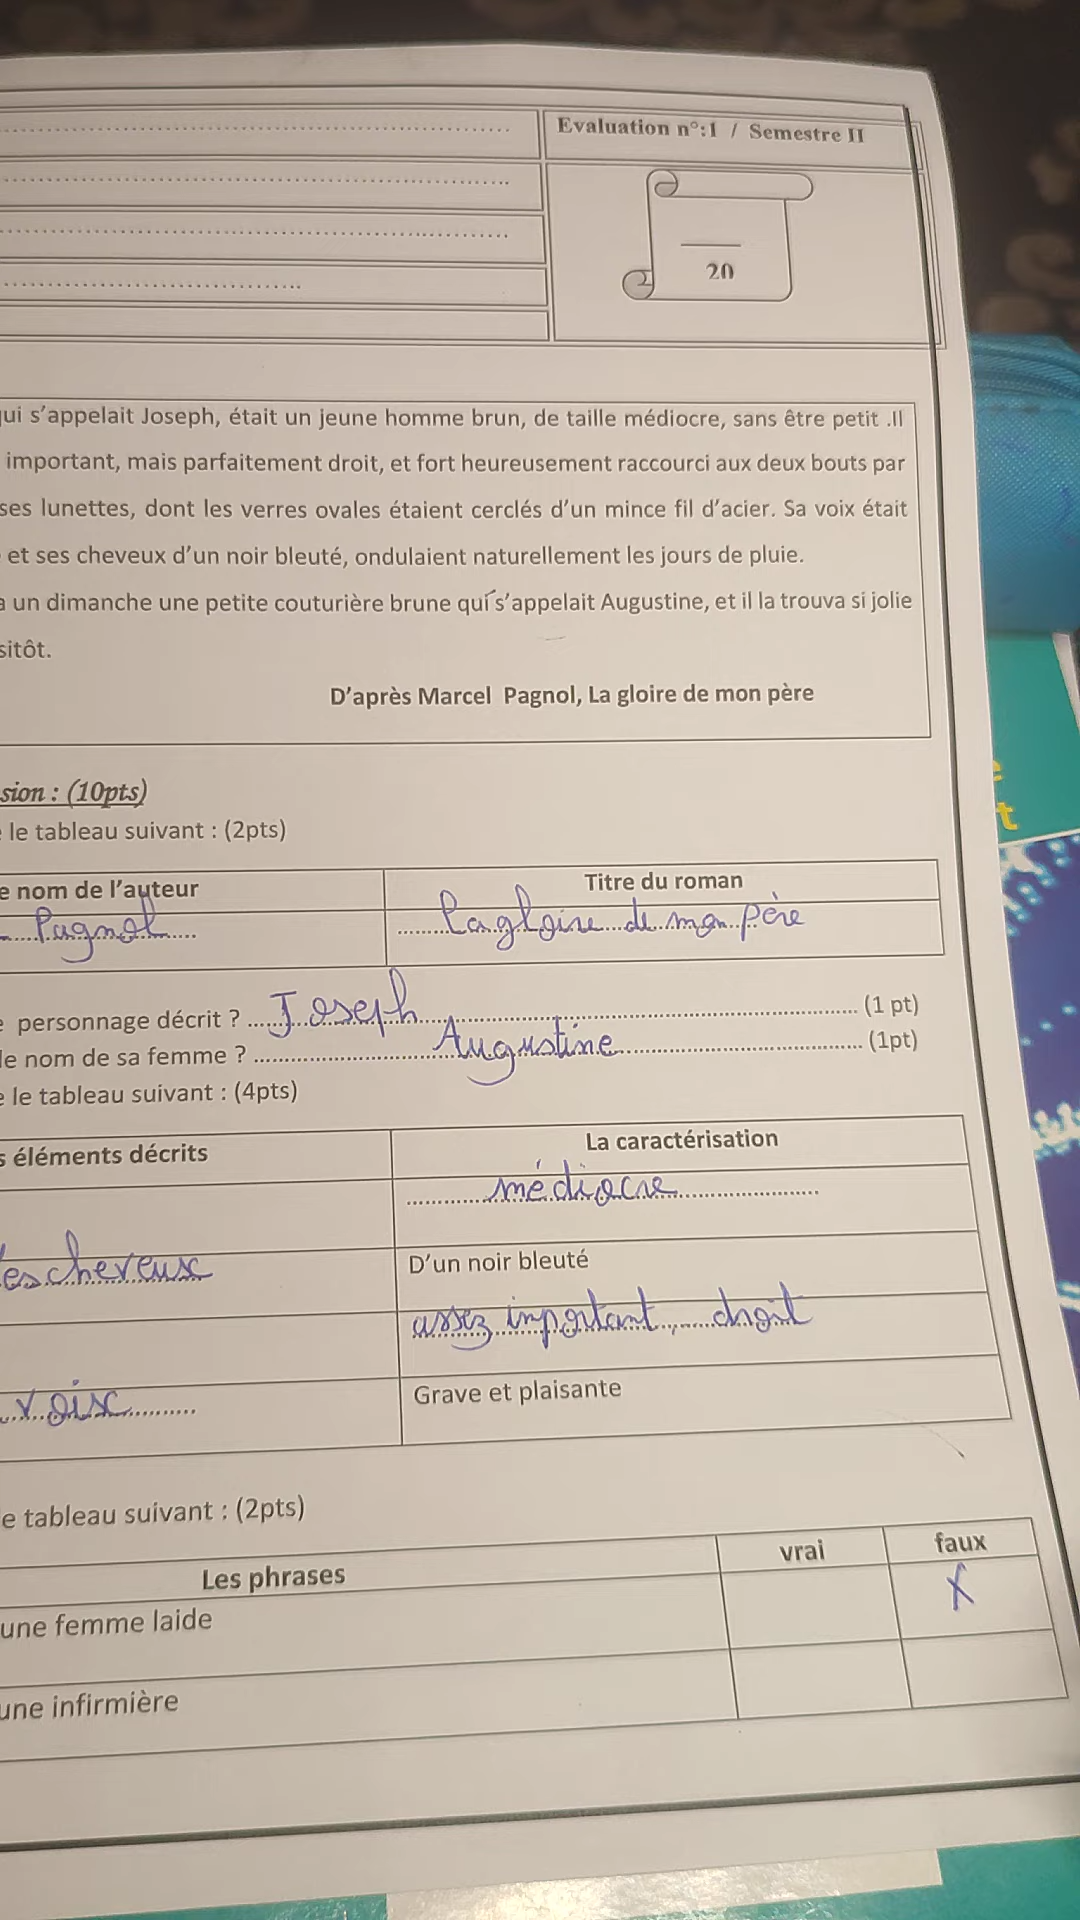 Evaluation n°:1 / Semestre II
20
qui s'appelait Joseph, était un jeune homme brun, de taille médiocre, sans être petit .Il
important, mais parfaitement droit, et fort heureusement raccourci aux deux bouts par
ses lunettes, dont les verres ovales étaient cerclés d'un mince fil d'acier. Sa voix était
et ses cheveux d'un noir bleuté, ondulaient naturellement les jours de pluie.
a un dimanche une petite couturière brune qui s'appelait Augustine, et il la trouva si jolie
sitôt.
D'après Marcel Pagnol, La gloire de mon père
sion : (10pts)
le tableau suivant : (2pts)
e nom de l'auteur Titre du roman
Pagnol La gloire de mon père
personnage décrit ? Joseph (1 pt)
le nom de sa femme ? Augustine (1pt)
e le tableau suivant : (4pts)
s éléments décrits La caractérisation
médiocre
les cheveux D'un noir bleuté
assez important, droit
voix Grave et plaisante
e tableau suivant : (2pts)
Les phrases vrai faux
une femme laide X
une infirmière
e
t